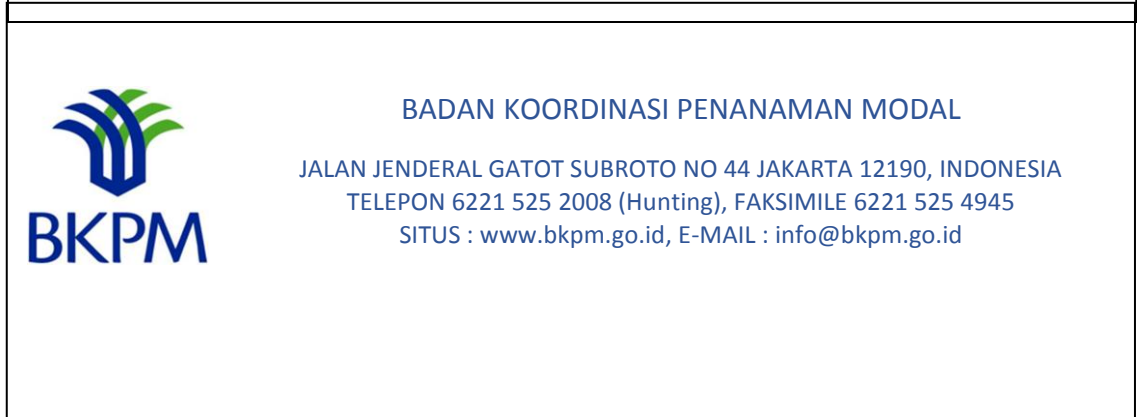 BADAN KOORDINASI PENANAMAN MODAL
JALAN JENDERAL GATOT SUBROTO NO 44 JAKARTA 12190, INDONESIA
TELEPON 6221 525 2008 (Hunting), FAKSIMILE 6221 525 4945
SITUS : www.bkpm.go.id, E-MAIL : info@bkpm.go.id
BKPM